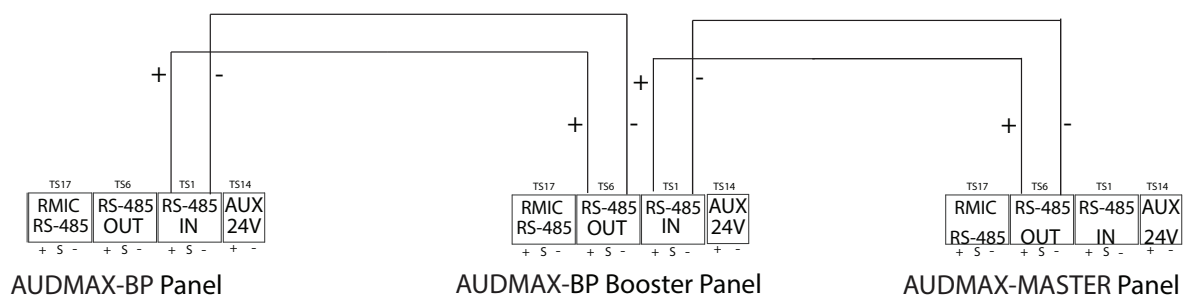 + -
+ -
+ -
+ -
TS17 TS6 TS1 TS14
RMIC RS-485 RS-485 AUX
RS-485 OUT IN 24V
+ S - + S - + S - + -
AUDMAX-BP Panel
TS17 TS6 TS1 TS14
RMIC RS-485 RS-485 AUX
RS-485 OUT IN 24V
+ S - + S - + S - + -
AUDMAX-BP Booster Panel
TS17 TS6 TS1 TS14
RMIC RS-485 RS-485 AUX
RS-485 OUT IN 24V
+ S - + S - + S - + -
AUDMAX-MASTER Panel